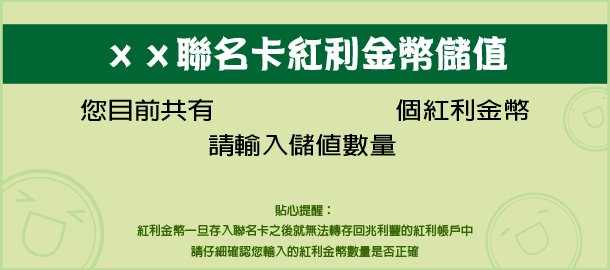 ××聯名卡紅利金幣儲值
您目前共有 個紅利金幣
請輸入儲值數量
貼心提醒：
紅利金幣一旦存入聯名卡之後就無法轉存回兆利豐的紅利帳戶中
請仔細確認您輸入的紅利金幣數量是否正確